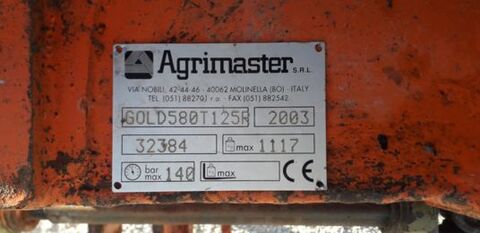 Agrimaster S.R.L.
VIA NOBILI, 42-44-46 - 40062 MOLINELLA (BO) - ITALY
TEL. (051) 882701 r.a. - FAX (051) 882542
GOLD580T125R 2003
32384 max 1117
bar max 140 max
CE